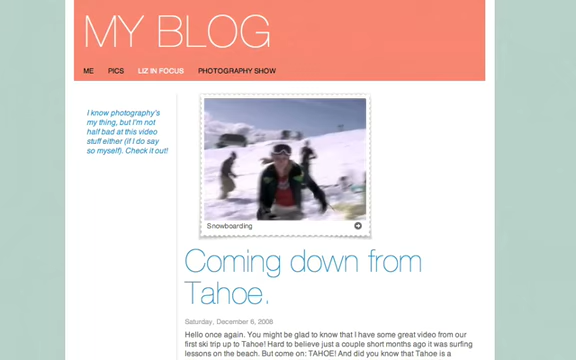 MY BLOG
ME PICS LIZ IN FOCUS PHOTOGRAPHY SHOW
I know photography's
my thing, but I'm not
half bad at this video
stuff either (if I do say
so myself). Check it out!
Snowboarding
Coming down from
Tahoe.
Saturday, December 6, 2008
Hello once again. You might be glad to know that I have some great video from our
first ski trip up to Tahoe! Hard to believe just a couple short months ago it was surfing
lessons on the beach. But come on: TAHOE! And did you know that Tahoe is a